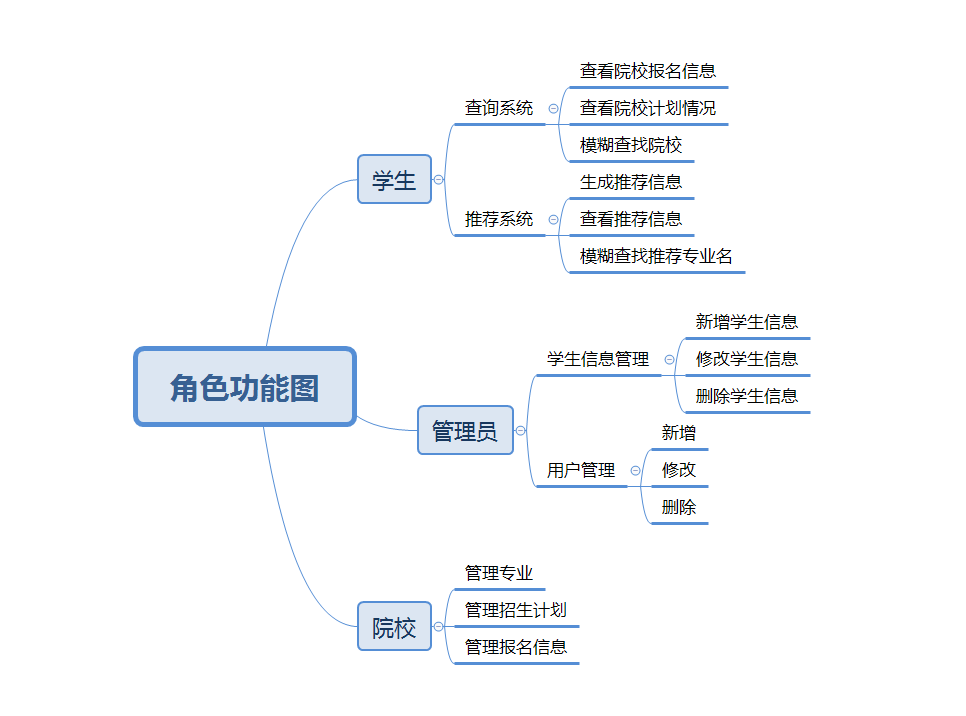 查看院校报名信息
查询系统
查看院校计划情况
模糊查找院校
学生
生成推荐信息
推荐系统
查看推荐信息
模糊查找推荐专业名
角色功能图
新增学生信息
学生信息管理
修改学生信息
删除学生信息
管理员
新增
用户管理
修改
删除
管理专业
院校
管理招生计划
管理报名信息